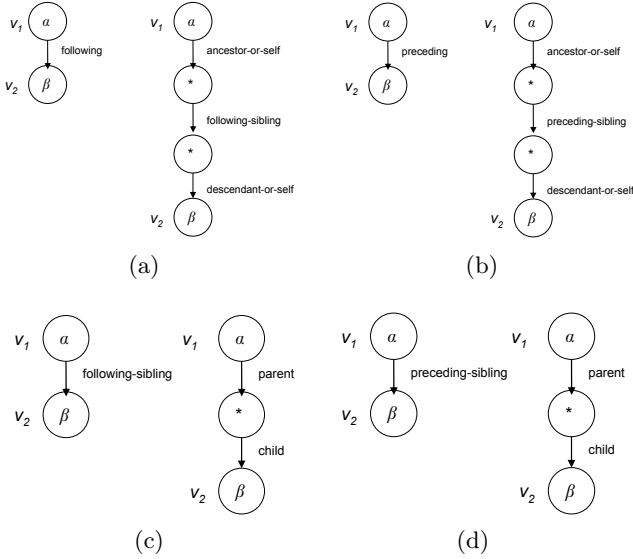 v1 α following
v2 β
v1 α ancestor-or-self
*
following-sibling
*
descendant-or-self
v2 β
(a)
v1 α preceding
v2 β
v1 α ancestor-or-self
*
preceding-sibling
*
descendant-or-self
v2 β
(b)
v1 α following-sibling
v2 β
v1 α parent
*
child
v2 β
(c)
v1 α preceding-sibling
v2 β
v1 α parent
*
child
v2 β
(d)